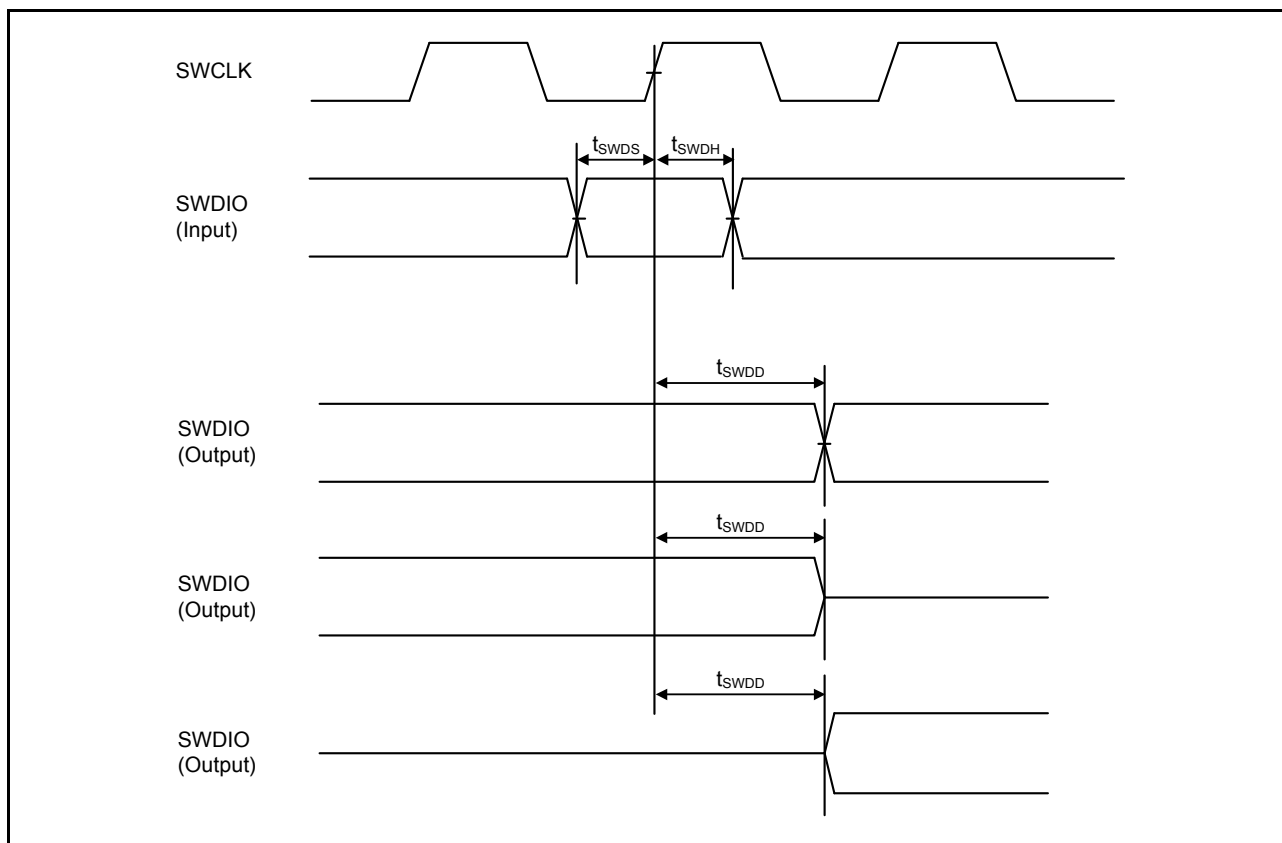 SWCLK
tSWDS
tSWDH
SWDIO
(Input)
tSWDD
SWDIO
(Output)
tSWDD
SWDIO
(Output)
tSWDD
SWDIO
(Output)